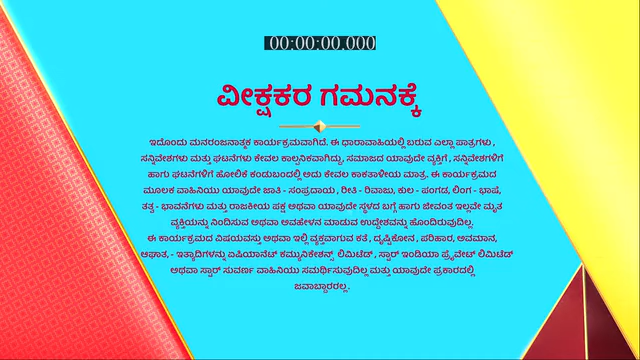 00:00:00.000
ವೀಕ್ಷಕರ ಗಮನಕ್ಕೆ
ಇದೊಂದು ಮನರಂಜನಾತ್ಮಕ ಕಾರ್ಯಕ್ರಮವಾಗಿದೆ. ಈ ಧಾರಾವಾಹಿಯಲ್ಲಿ ಬರುವ ಎಲ್ಲಾ ಪಾತ್ರಗಳು ,
ಸನ್ನಿವೇಶಗಳು ಮತ್ತು ಘಟನೆಗಳು ಕೇವಲ ಕಾಲ್ಪನಿಕವಾಗಿದ್ದು, ಸಮಾಜದ ಯಾವುದೇ ವ್ಯಕ್ತಿಗೆ , ಸನ್ನಿವೇಶಗಳಿಗೆ
ಹಾಗು ಘಟನೆಗಳಿಗೆ ಹೋಲಿಕೆ ಕಂಡುಬಂದಲ್ಲಿ ಅದು ಕೇವಲ ಕಾಕತಾಳೀಯ ಮಾತ್ರ. ಈ ಕಾರ್ಯಕ್ರಮದ
ಮೂಲಕ ವಾಹಿನಿಯು ಯಾವುದೇ ಜಾತಿ - ಸಂಪ್ರದಾಯ , ರೀತಿ - ರಿವಾಜು, ಕುಲ - ಪಂಗಡ, ಲಿಂಗ - ಭಾಷೆ,
ತತ್ವ - ಭಾವನೆಗಳು ಮತ್ತು ರಾಜಕೀಯ ಪಕ್ಷ ಅಥವಾ ಯಾವುದೇ ಸ್ಥಳದ ಬಗ್ಗೆ ಹಾಗು ಜೀವಂತ ಇಲ್ಲವೇ ಮೃತ
ವ್ಯಕ್ತಿಯನ್ನು ನಿಂದಿಸುವ ಅಥವಾ ಅವಹೇಳನ ಮಾಡುವ ಉದ್ದೇಶವನ್ನು ಹೊಂದಿರುವುದಿಲ್ಲ.
ಈ ಕಾರ್ಯಕ್ರಮದ ವಿಷಯವಸ್ತು ಅಥವಾ ಇಲ್ಲಿ ವ್ಯಕ್ತವಾಗುವ ಕತೆ , ದೃಷ್ಟಿಕೋನ , ಪರಿಹಾರ, ಅವಮಾನ,
ಆಘಾತ, - ಇತ್ಯಾದಿಗಳನ್ನು ಏಷಿಯಾನೆಟ್ ಕಮ್ಯುನಿಕೇಶನ್ಸ್ ಲಿಮಿಟೆಡ್ , ಸ್ಟಾರ್ ಇಂಡಿಯಾ ಪ್ರೈವೇಟ್ ಲಿಮಿಟೆಡ್
ಅಥವಾ ಸ್ಟಾರ್ ಸುವರ್ಣ ವಾಹಿನಿಯು ಸಮರ್ಥಿಸುವುದಿಲ್ಲ ಮತ್ತು ಯಾವುದೇ ಪ್ರಕಾರದಲ್ಲಿ
ಜವಾಬ್ದಾರರಲ್ಲ.